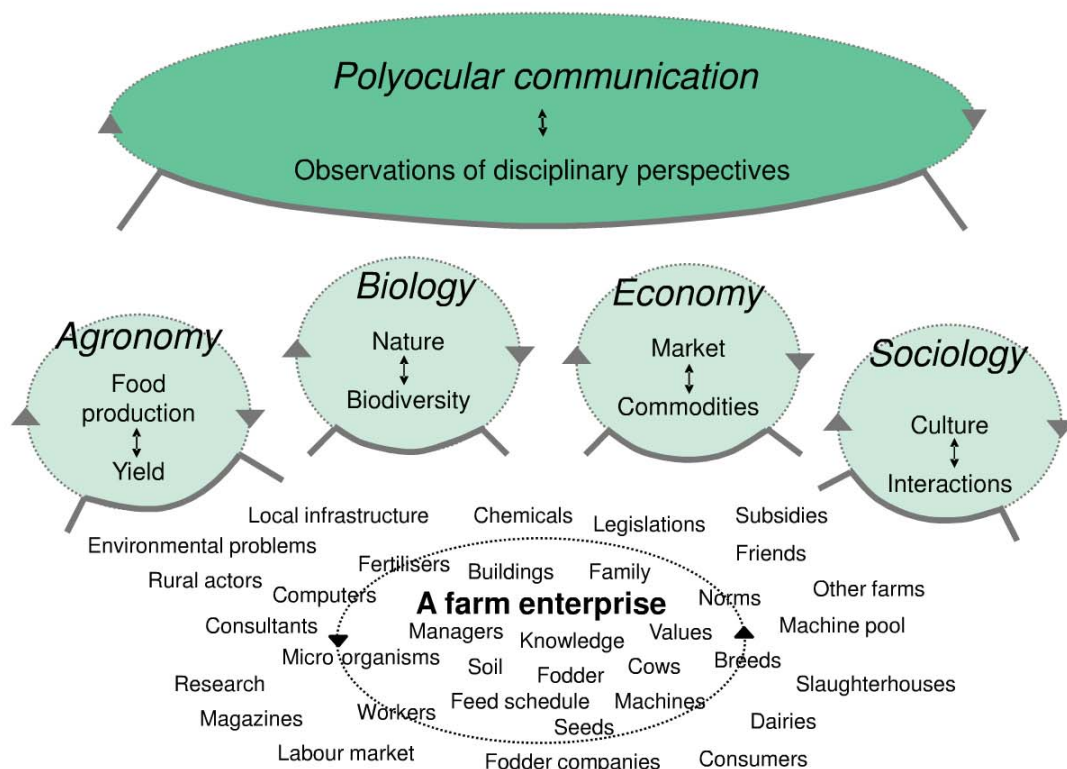 Polyocular communication
Observations of disciplinary perspectives
Agronomy
Food
production
Yield
Biology
Nature
Biodiversity
Economy
Market
Commodities
Sociology
Culture
Interactions
Local infrastructure
Chemicals
Legislations
Subsidies
Environmental problems
Fertilisers
Buildings
Family
Friends
Rural actors
Computers
A farm enterprise
Norms
Other farms
Consultants
Managers
Knowledge
Values
Machine pool
Micro organisms
Soil
Fodder
Cows
Breeds
Research
Feed schedule
Machines
Slaughterhouses
Magazines
Workers
Seeds
Dairies
Labour market
Fodder companies
Consumers